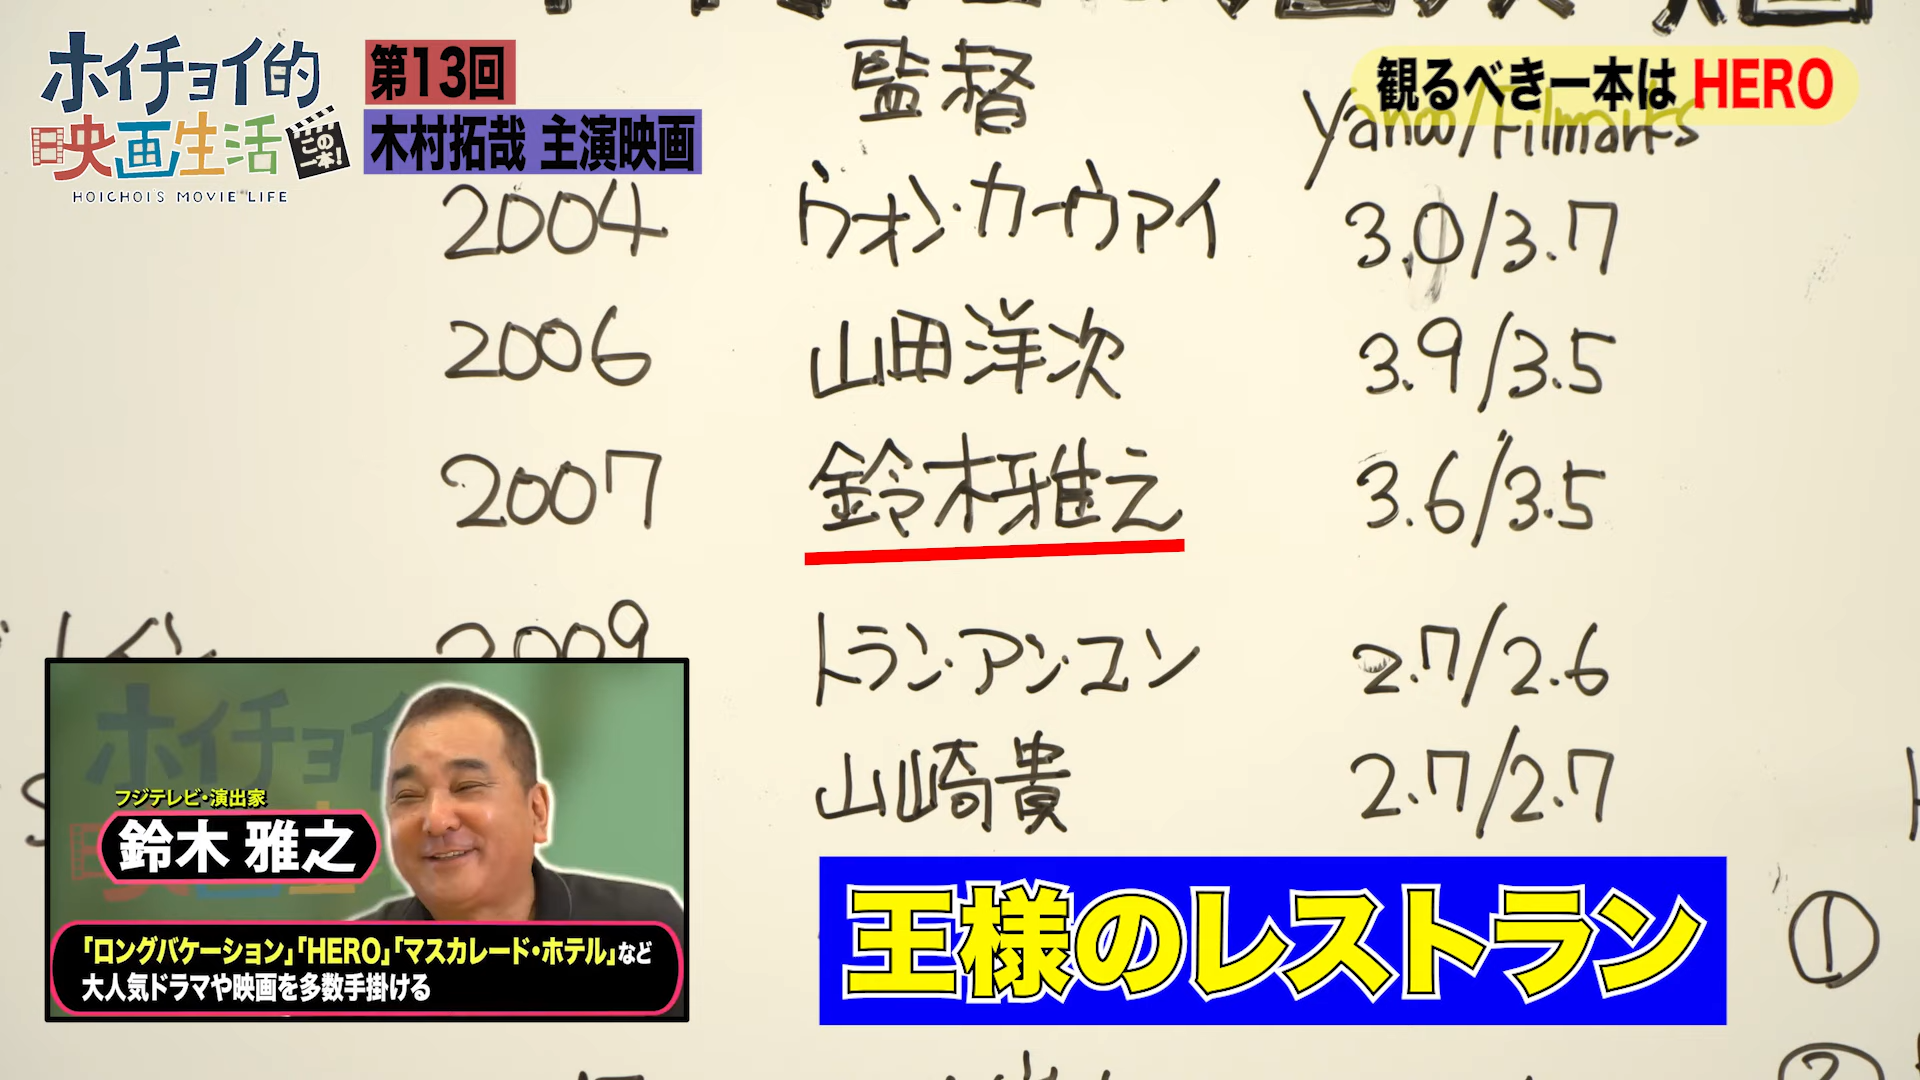 ホイチョイ的
映画生活
この一本!
HOICHOI'S MOVIE LIFE
第13回
木村拓哉 主演映画
観るべき一本は HERO
監督
Yahoo/Filmarks
2004 ウォン・カーウァイ 3.0/3.7
2006 山田洋次 3.9/3.5
2007 鈴木雅之 3.6/3.5
2009 トラン・アン・ユン 2.7/2.6
山崎貴 2.7/2.7
ホイチョイ
フジテレビ・演出家
鈴木 雅之
「ロングバケーション」「HERO」「マスカレード・ホテル」など
大人気ドラマや映画を多数手掛ける
王様のレストラン
①